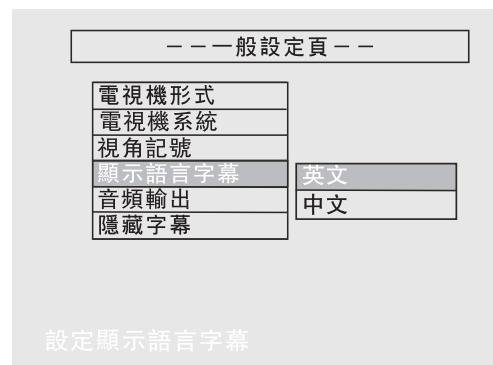 －－一般設定頁－－
電視機形式
電視機系統
視角記號
顯示語言字幕
英文
音頻輸出
中文
隱藏字幕
設定顯示語言字幕